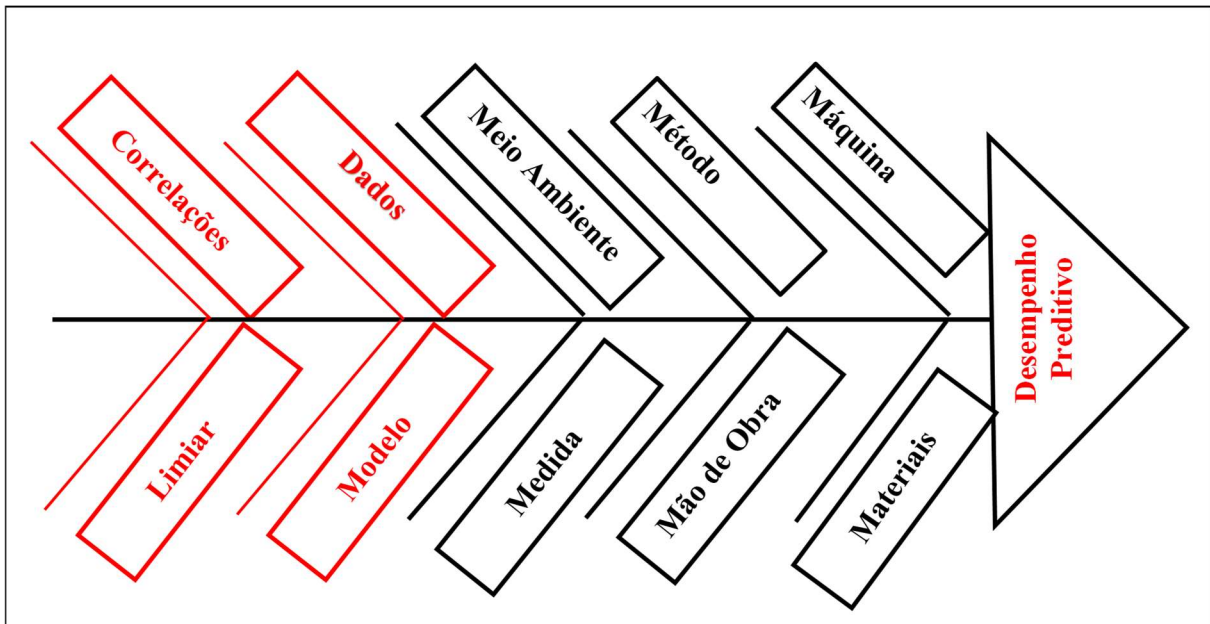 Correlações
Dados
Meio Ambiente
Método
Máquina
Desempenho
Preditivo
Limiar
Modelo
Medida
Mão de Obra
Materiais